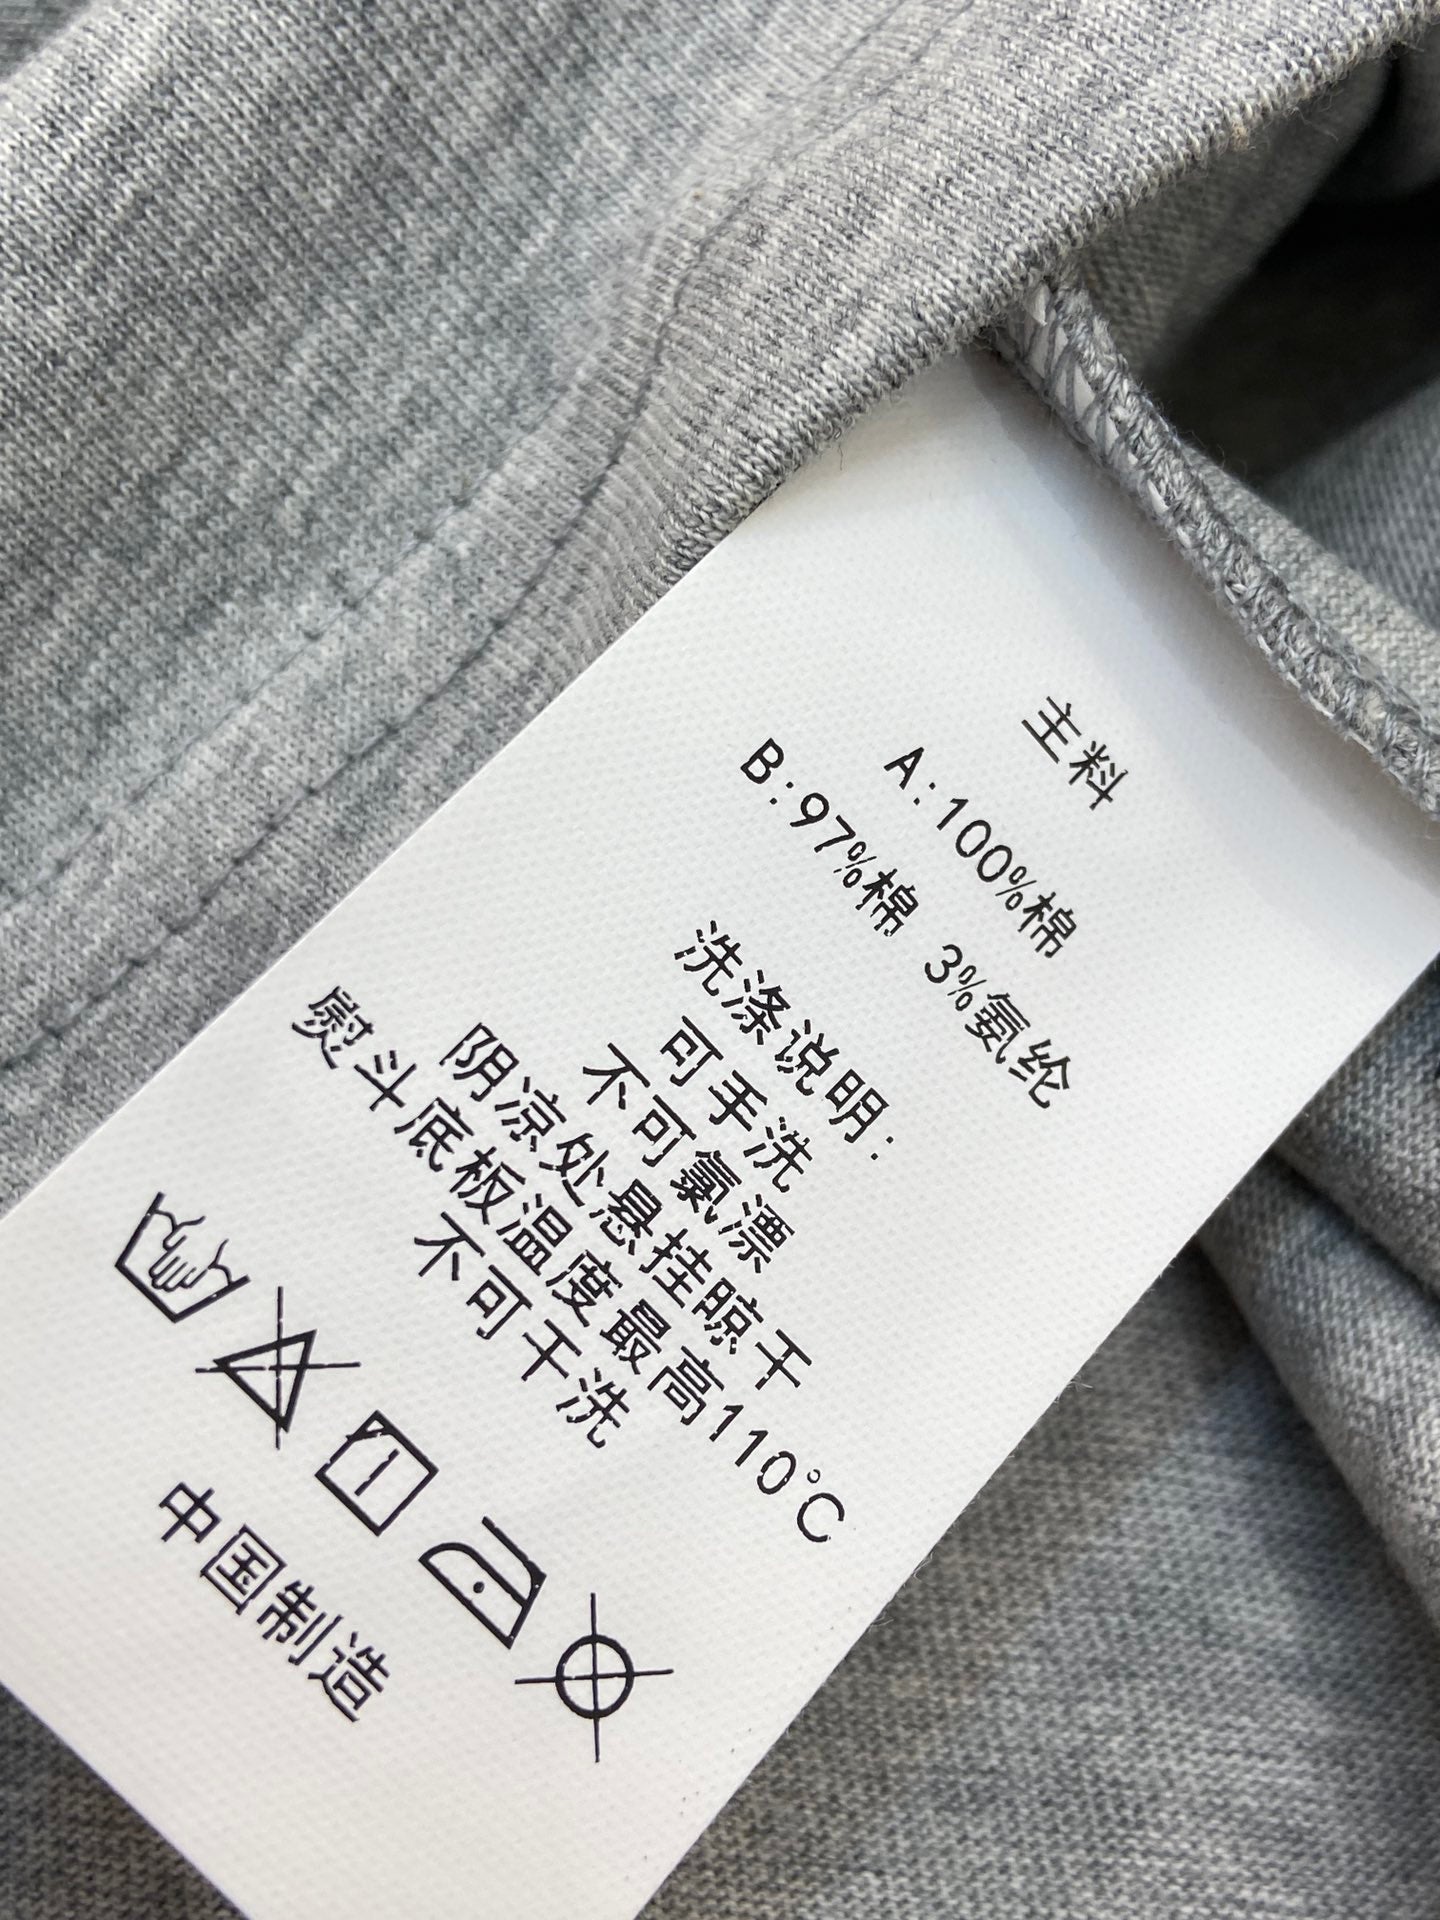 主料
A:100%棉
B:97%棉 3%氨纶
洗涤说明:
可手洗
不可氯漂
阴凉处悬挂晾干
熨斗底板温度最高110℃
不可干洗
中国制造